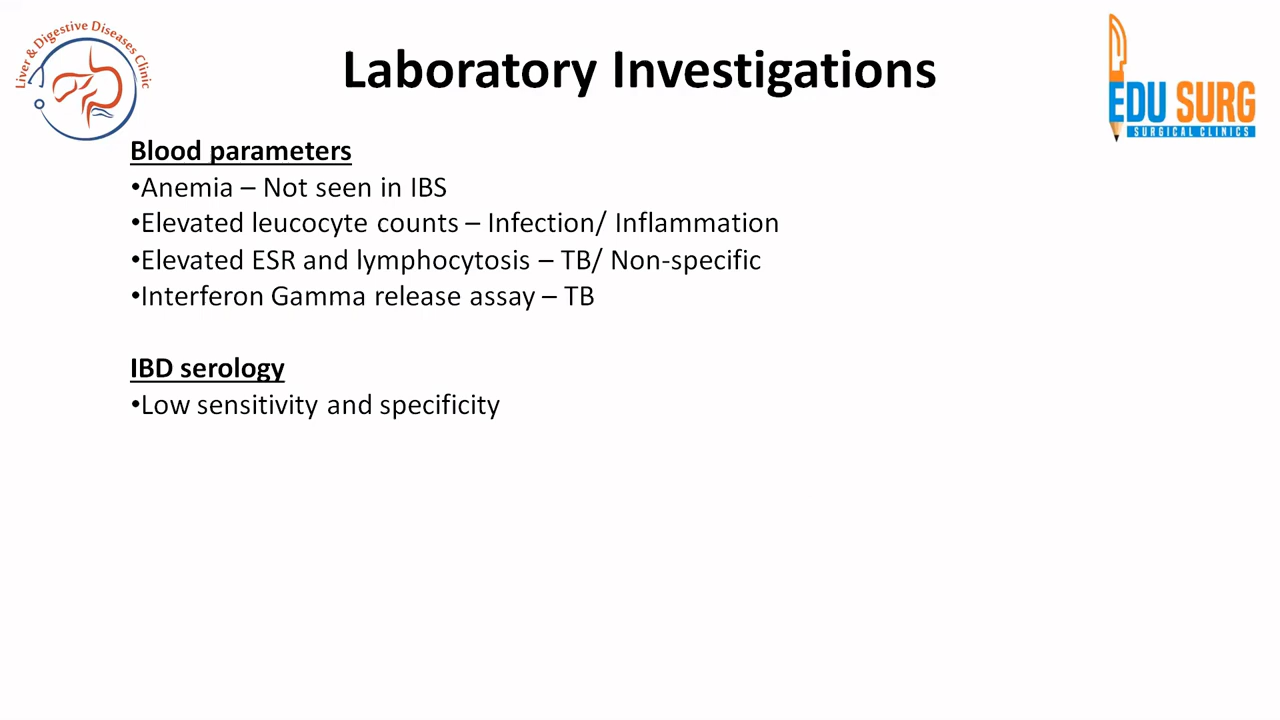 Liver & Digestive Diseases Clinic
Laboratory Investigations
EDU SURG
SURGICAL CLINICS
Blood parameters
•Anemia – Not seen in IBS
•Elevated leucocyte counts – Infection/ Inflammation
•Elevated ESR and lymphocytosis – TB/ Non-specific
•Interferon Gamma release assay – TB
IBD serology
•Low sensitivity and specificity